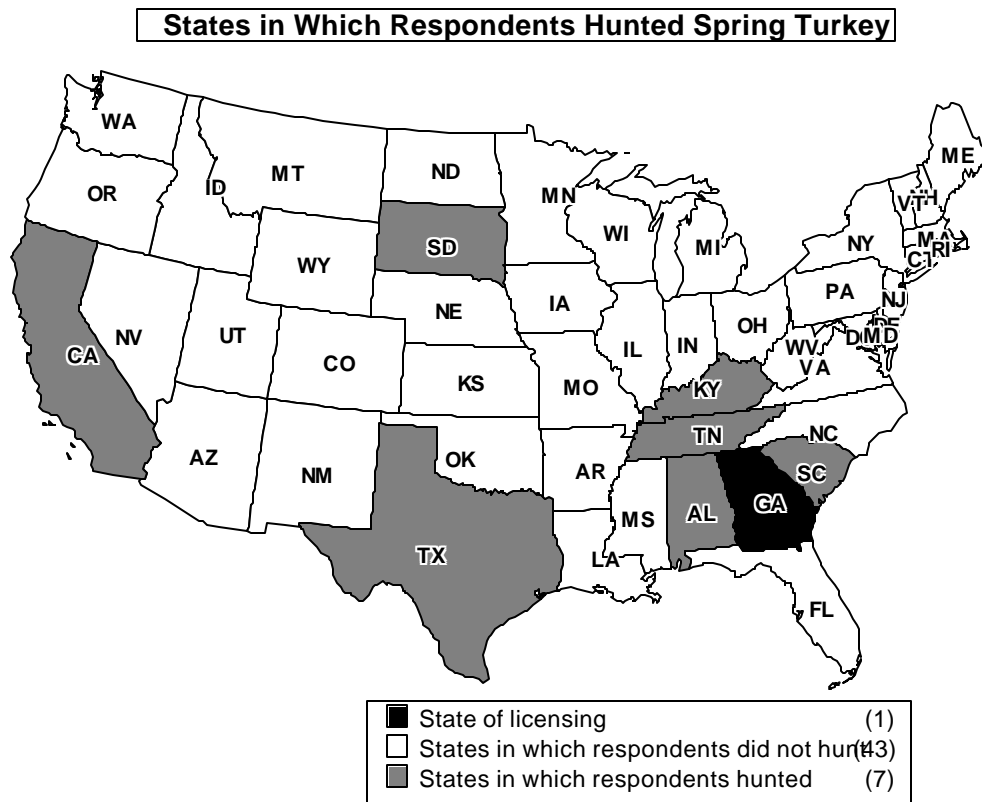 States in Which Respondents Hunted Spring Turkey
WA
ME
MT
ND
OR
ID
MN
VT
NH
WI
SD
MI
NY
MA
WY
CT
RI
IA
PA
NE
NJ
NV
OH
UT
IL
IN
DE
CA
CO
WV
D
MD
VA
KS
MO
KY
TN
NC
AZ
OK
AR
NM
SC
MS
AL
GA
TX
LA
FL
State of licensing (1)
States in which respondents did not hunt (43)
States in which respondents hunted (7)